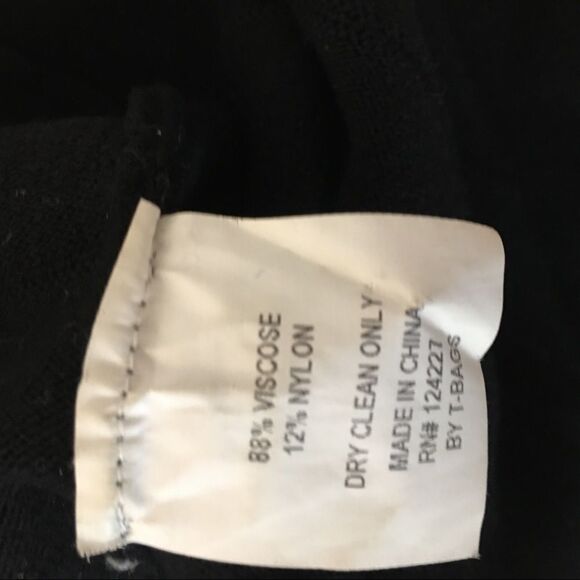 88% VISCOSE
12% NYLON
DRY CLEAN ONLY
MADE IN CHINA
RN# 124227
BY T-BAGS